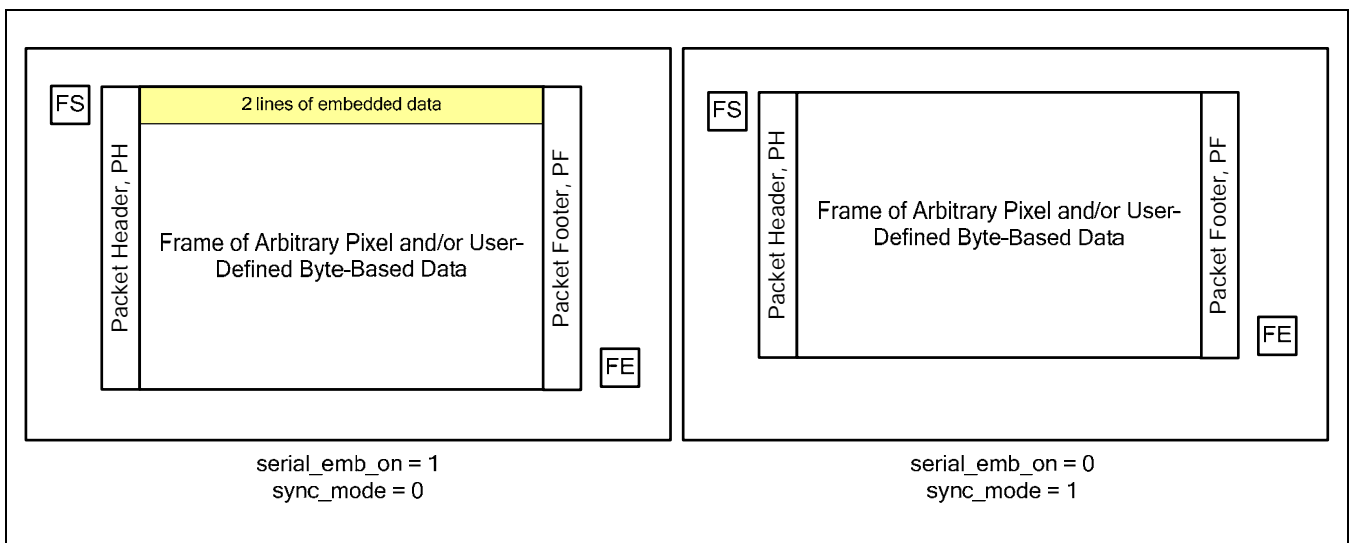 FS
Packet Header, PH
2 lines of embedded data
Frame of Arbitrary Pixel and/or User-
Defined Byte-Based Data
Packet Footer, PF
FE
serial_emb_on = 1
sync_mode = 0
FS
Packet Header, PH
Frame of Arbitrary Pixel and/or User-
Defined Byte-Based Data
Packet Footer, PF
FE
serial_emb_on = 0
sync_mode = 1